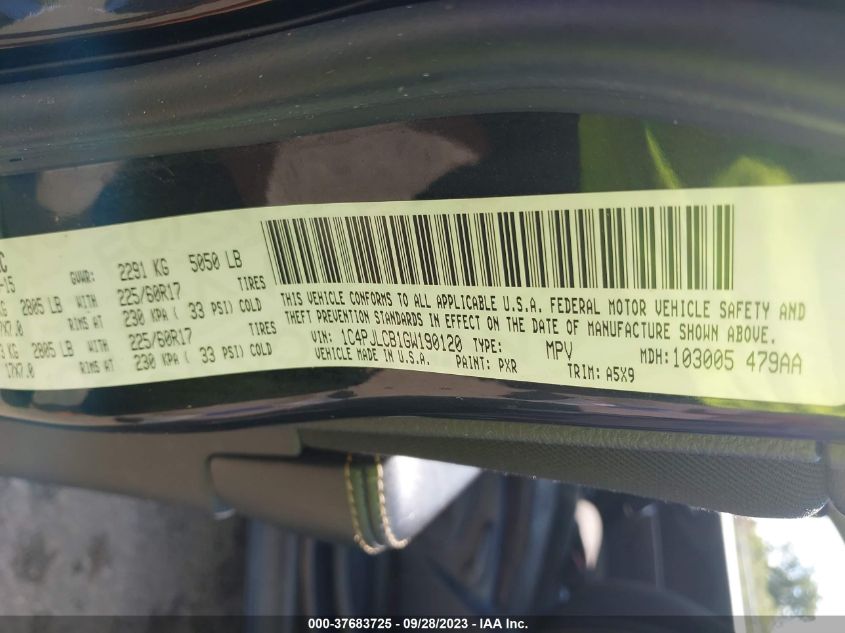 C
-15
GVWR: 2291 KG 5050 LB
KG 2805 LB WITH 225/60R17 TIRES
17X7.0 RIMS AT 230 KPA ( 33 PSI) COLD
KG 2805 LB WITH 225/60R17 TIRES
17X7.0 RIMS AT 230 KPA ( 33 PSI) COLD
THIS VEHICLE CONFORMS TO ALL APPLICABLE U.S.A. FEDERAL MOTOR VEHICLE SAFETY AND
THEFT PREVENTION STANDARDS IN EFFECT ON THE DATE OF MANUFACTURE SHOWN ABOVE.
VIN: 1C4PJLCB1GW190120 TYPE: MPV MDH: 103005 479AA
VEHICLE MADE IN U.S.A. PAINT: PXR TRIM: A5X9
000-37683725 - 09/28/2023 - IAA Inc.